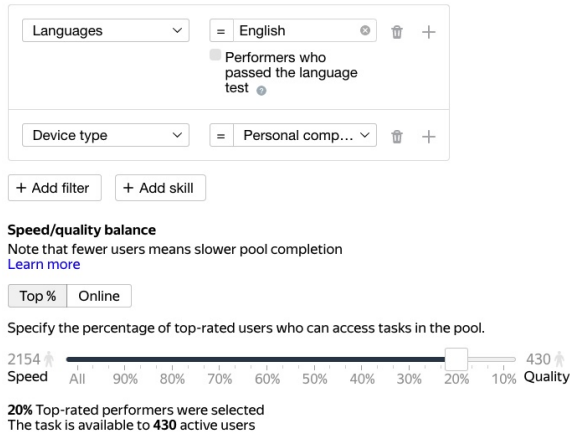 Languages = English
Performers who
passed the language
test ?
Device type = Personal comp...
+ Add filter + Add skill
Speed/quality balance
Note that fewer users means slower pool completion
Learn more
Top % Online
Specify the percentage of top-rated users who can access tasks in the pool.
2154 430
Speed All 90% 80% 70% 60% 50% 40% 30% 20% 10% Quality
20% Top-rated performers were selected
The task is available to 430 active users